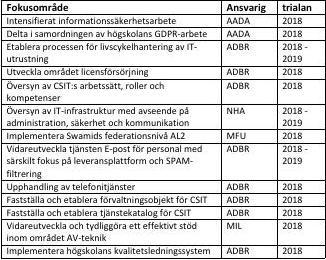 Fokusområde Ansvarig trialan
Intensifierat informationssäkerhetsarbete AADA 2018
Delta i samordningen av högskolans GDPR-arbete AADA 2018
Etablera processen för livscykelhantering av IT- ADBR 2018 -
utrustning 2019
Utveckla området licensförsörjning ADBR 2018
Översyn av CSIT:s arbetssätt, roller och ADBR 2018
kompetenser
Översyn av IT-infrastruktur med avseende på NHA 2018 -
administration, säkerhet och kommunikation 2019
Implementera Swamids federationsnivå AL2 MFU 2018
Vidareutveckla tjänsten E-post för personal med ADBR 2018 -
särskilt fokus på leveransplattform och SPAM- 2019
filtrering
Upphandling av telefonitjänster ADBR 2018
Fastställa och etablera förvaltningsobjekt för CSIT ADBR 2018
Fastställa och etablera tjänstekatalog för CSIT ADBR 2018
Vidareutveckla och tydliggöra ett effektivt stöd MIL 2018
inom området AV-teknik
Implementera högskolans kvalitetsledningssystem ADBR 2018